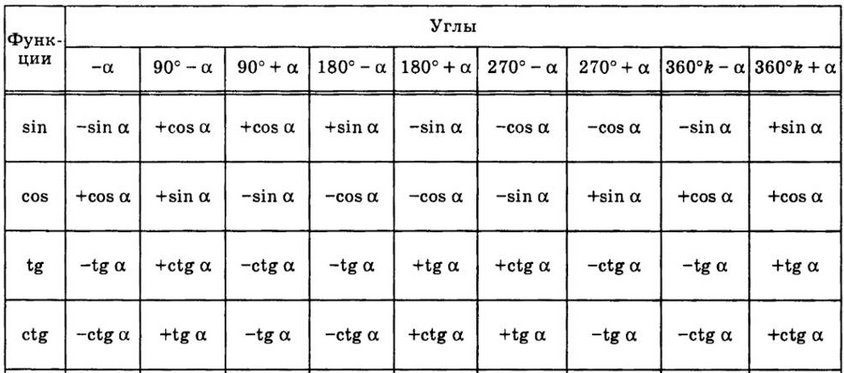 Функ-
ции
Углы
−α 90° − α 90° + α 180° − α 180° + α 270° − α 270° + α 360°k − α 360°k + α
sin −sin α +cos α +cos α +sin α −sin α −cos α −cos α −sin α +sin α
cos +cos α +sin α −sin α −cos α −cos α −sin α +sin α +cos α +cos α
tg −tg α +ctg α −ctg α −tg α +tg α +ctg α −ctg α −tg α +tg α
ctg −ctg α +tg α −tg α −ctg α +ctg α +tg α −tg α −ctg α +ctg α